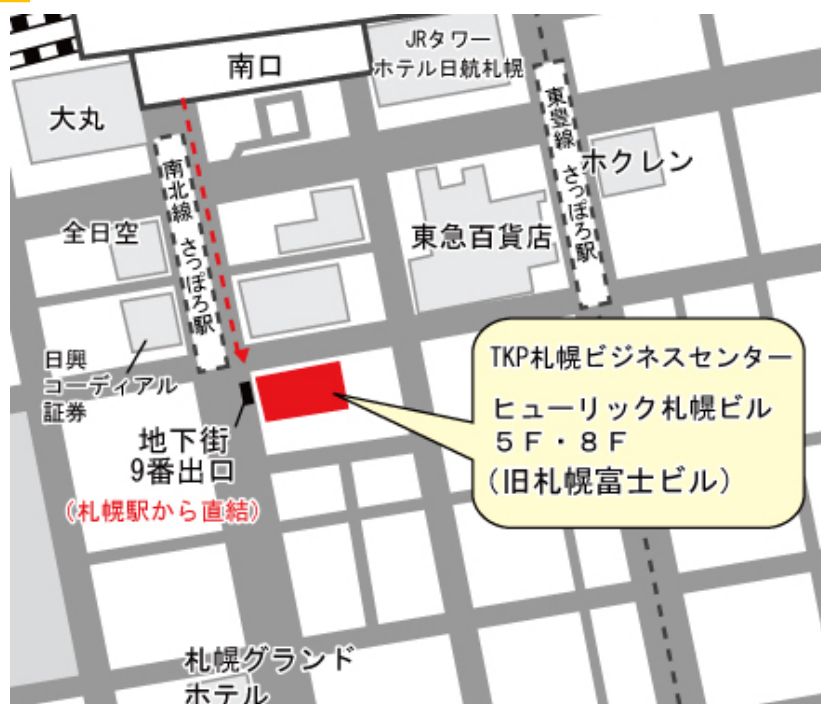 JRタワー
ホテル日航札幌
南口
大丸
南北線 さっぽろ駅
東豊線 さっぽろ駅
ホクレン
全日空
東急百貨店
日興
コーディアル
証券
地下街
9番出口
(札幌駅から直結)
TKP札幌ビジネスセンター
ヒューリック札幌ビル
５Ｆ・８Ｆ
(旧札幌富士ビル)
札幌グランド
ホテル